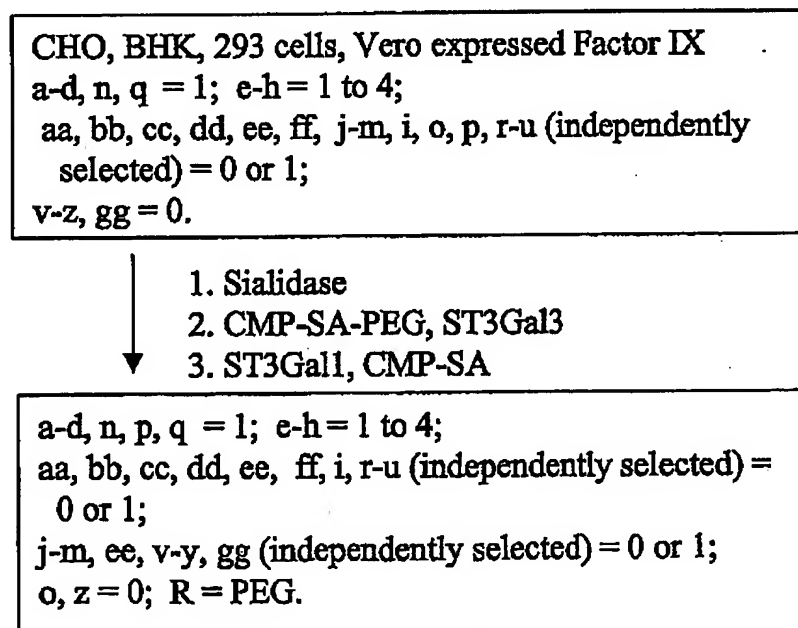 CHO, BHK, 293 cells, Vero expressed Factor IX
a-d, n, q = 1; e-h = 1 to 4;
aa, bb, cc, dd, ee, ff, j-m, i, o, p, r-u (independently
selected) = 0 or 1;
v-z, gg = 0.
1. Sialidase
2. CMP-SA-PEG, ST3Gal3
3. ST3Gal1, CMP-SA
a-d, n, p, q = 1; e-h = 1 to 4;
aa, bb, cc, dd, ee, ff, i, r-u (independently selected) =
0 or 1;
j-m, ee, v-y, gg (independently selected) = 0 or 1;
o, z = 0; R = PEG.